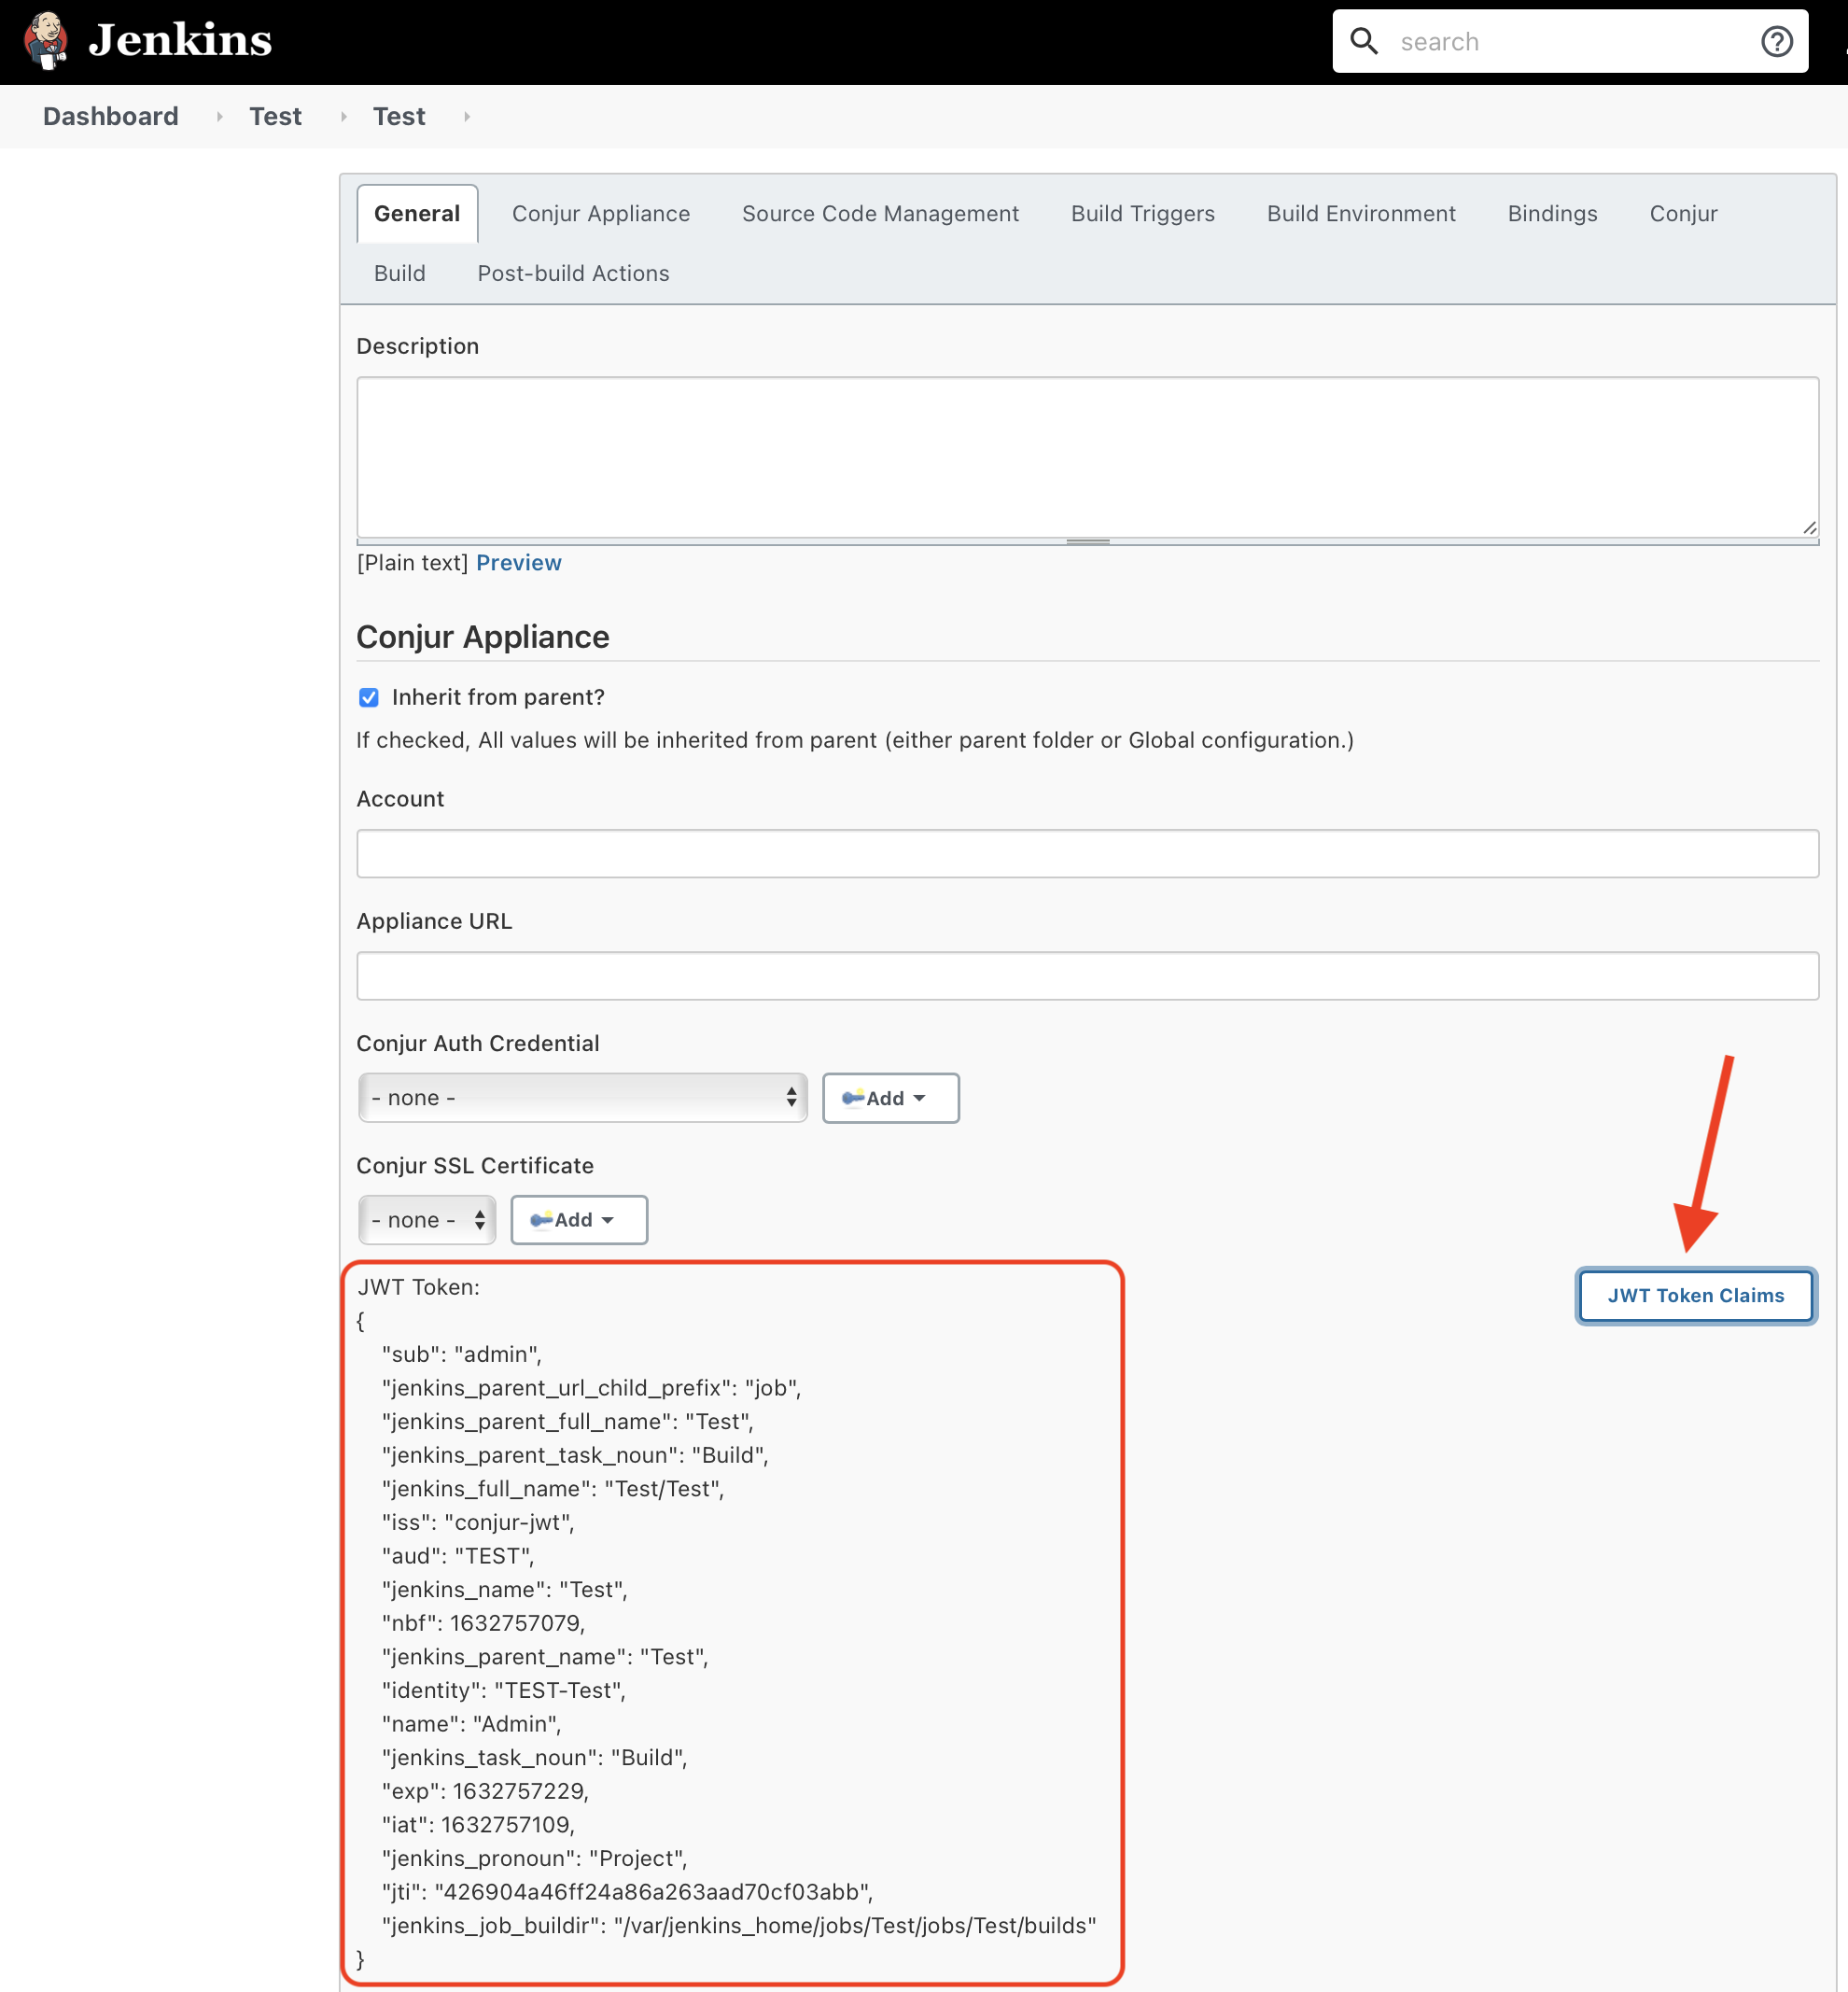 Jenkins
search
Dashboard Test Test
General Conjur Appliance Source Code Management Build Triggers Build Environment Bindings Conjur
Build Post-build Actions
Description
[Plain text] Preview
Conjur Appliance
Inherit from parent?
If checked, All values will be inherited from parent (either parent folder or Global configuration.)
Account
Appliance URL
Conjur Auth Credential
- none - Add
Conjur SSL Certificate
- none - Add
JWT Token:
JWT Token Claims
{
"sub": "admin",
"jenkins_parent_url_child_prefix": "job",
"jenkins_parent_full_name": "Test",
"jenkins_parent_task_noun": "Build",
"jenkins_full_name": "Test/Test",
"iss": "conjur-jwt",
"aud": "TEST",
"jenkins_name": "Test",
"nbf": 1632757079,
"jenkins_parent_name": "Test",
"identity": "TEST-Test",
"name": "Admin",
"jenkins_task_noun": "Build",
"exp": 1632757229,
"iat": 1632757109,
"jenkins_pronoun": "Project",
"jti": "426904a46ff24a86a263aad70cf03abb",
"jenkins_job_buildir": "/var/jenkins_home/jobs/Test/jobs/Test/builds"
}